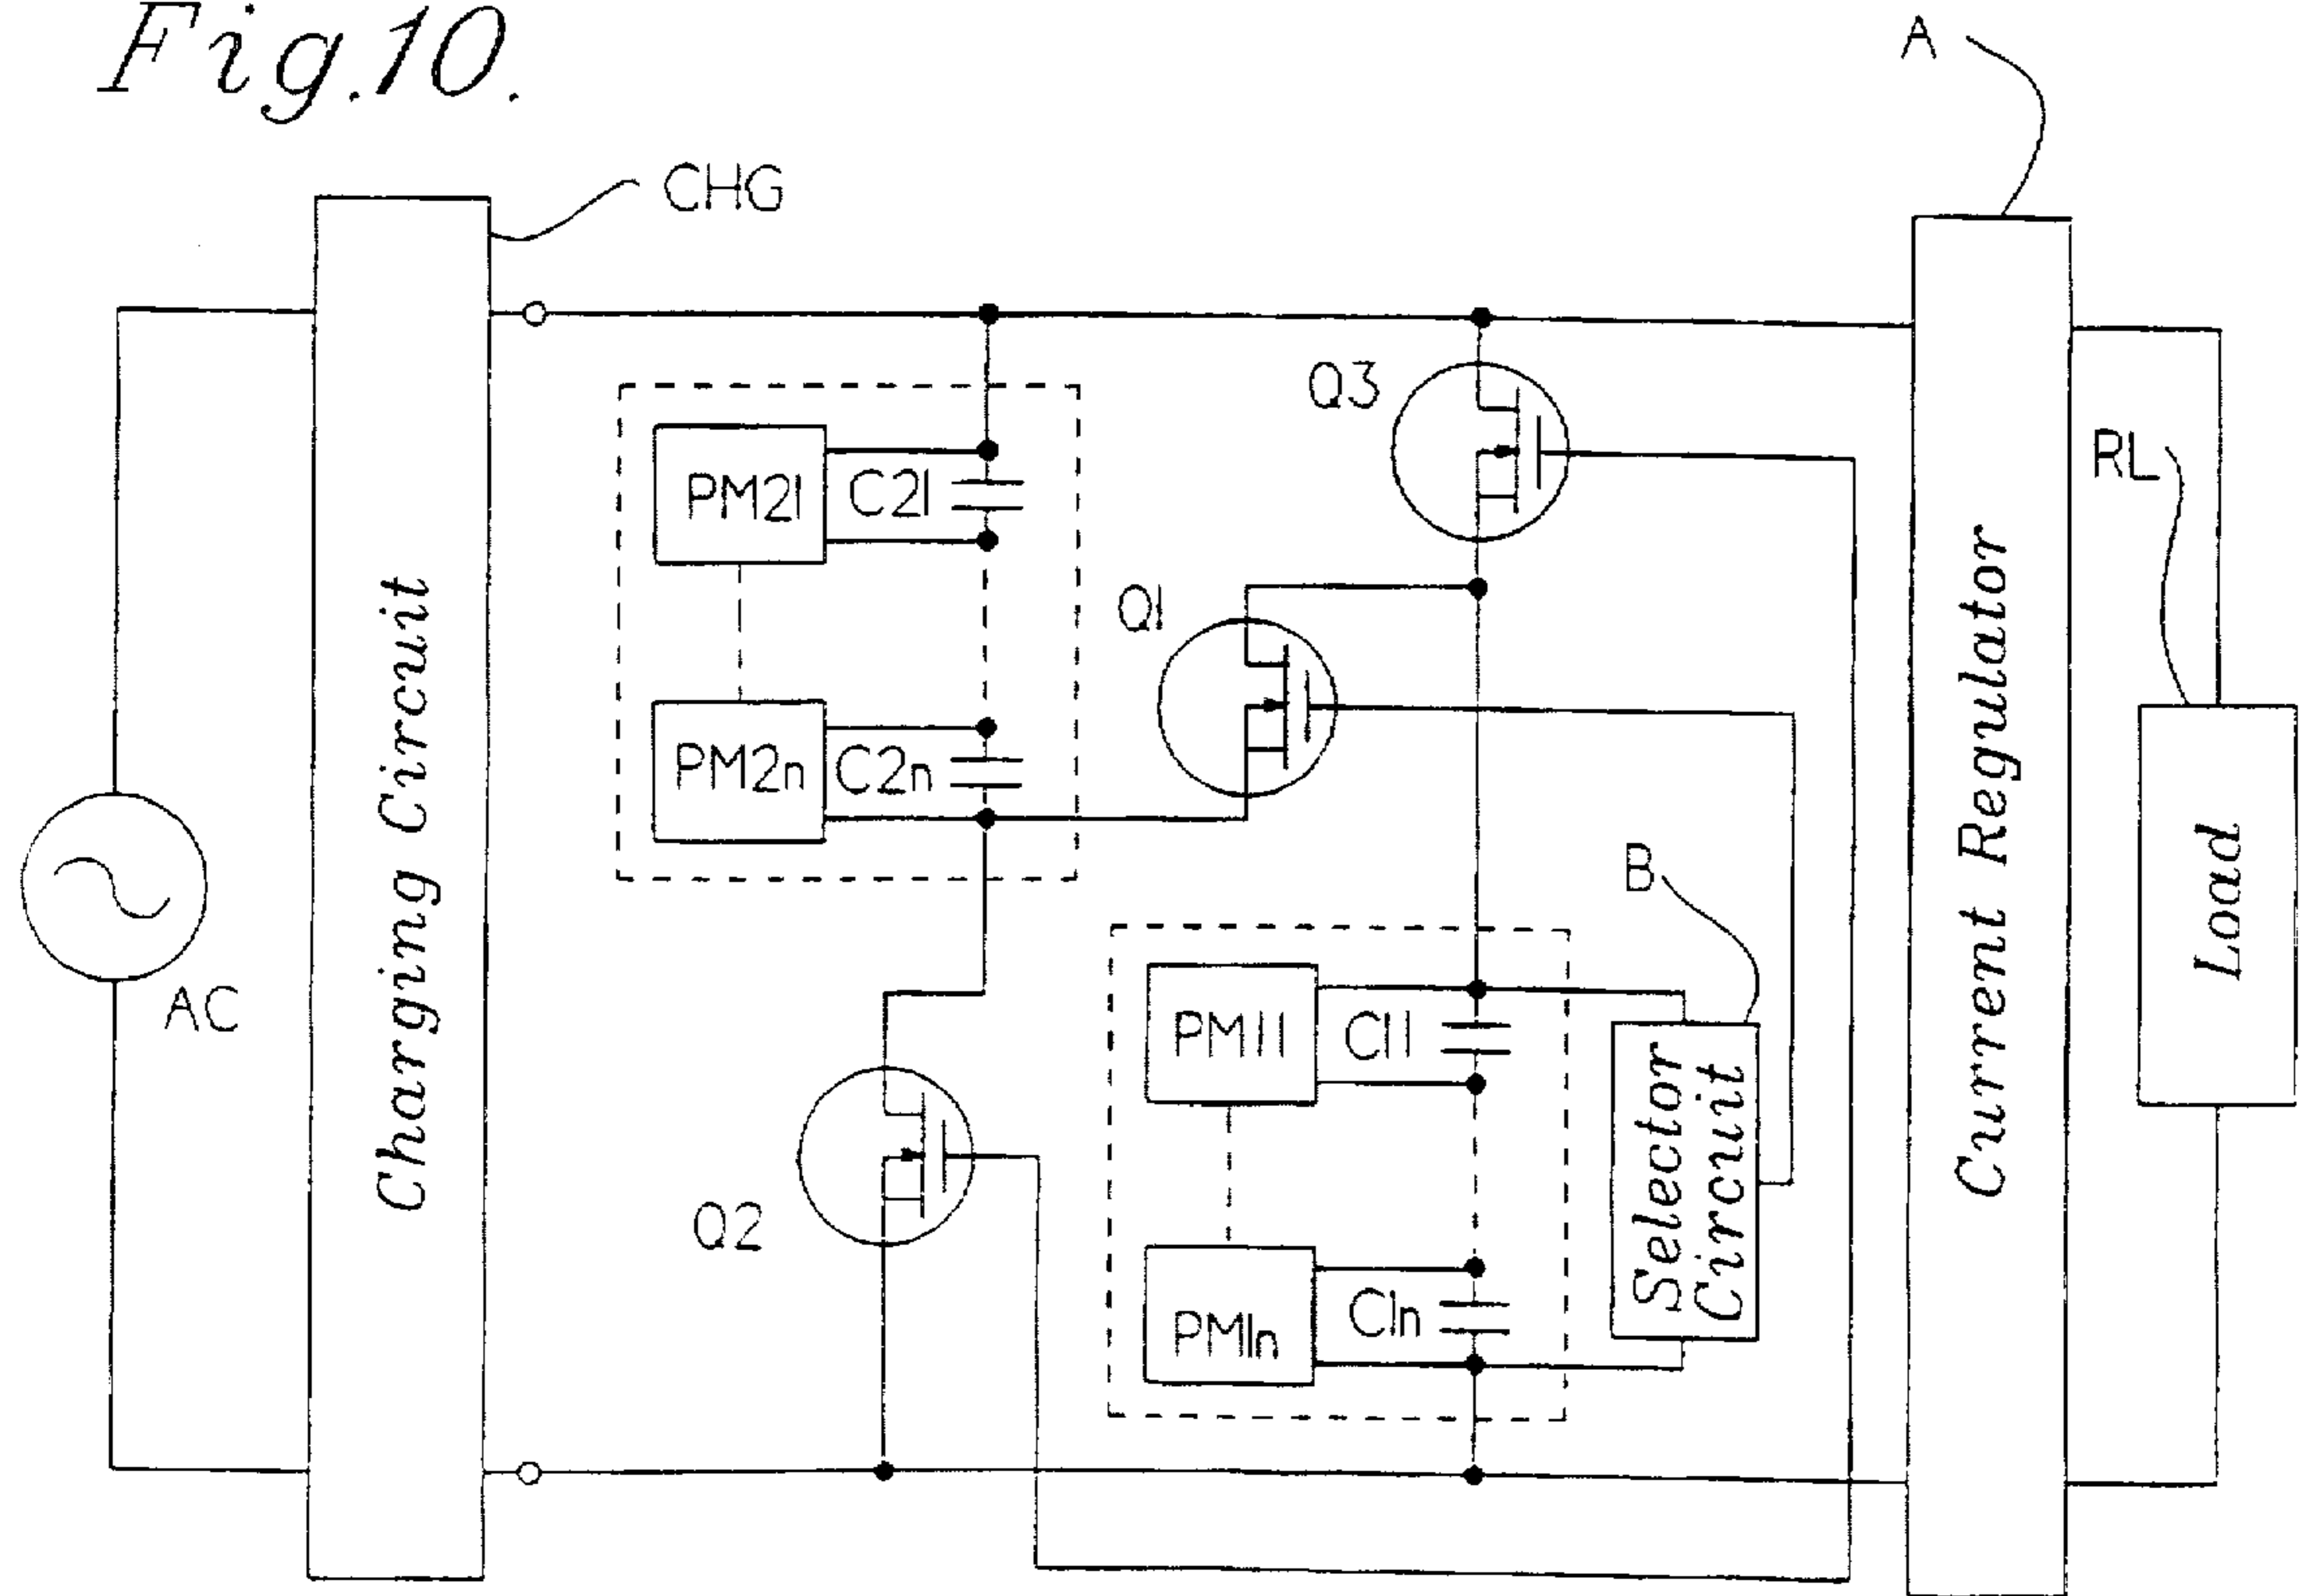 Fig.10.
A
CHG
Q3
RL
PM21
C21
Q1
PM2n
C2n
Charging Circuit
Current Regulator
Load
B
AC
PM11
C11
Selector
Circuit
Q2
PM1n
C1n